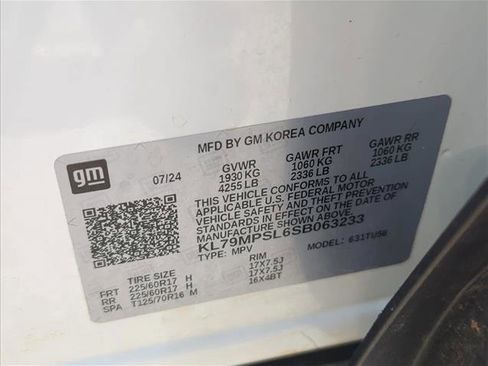 gm
MFD BY GM KOREA COMPANY
07/24 GVWR GAWR FRT GAWR RR
1930 KG 1060 KG 1060 KG
4255 LB 2336 LB 2336 LB
THIS VEHICLE CONFORMS TO ALL
APPLICABLE U.S. FEDERAL MOTOR
VEHICLE SAFETY AND THEFT
PREVENTION STANDARDS IN EFFECT ON THE DATE OF
MANUFACTURE SHOWN ABOVE
KL79MPSL6SB063233
TYPE: MPV MODEL: 631TU56
TIRE SIZE RIM
FRT 225/60R17 H 17X7.5J
RR 225/60R17 H 17X7.5J
SPA T125/70R16 M 16X4BT